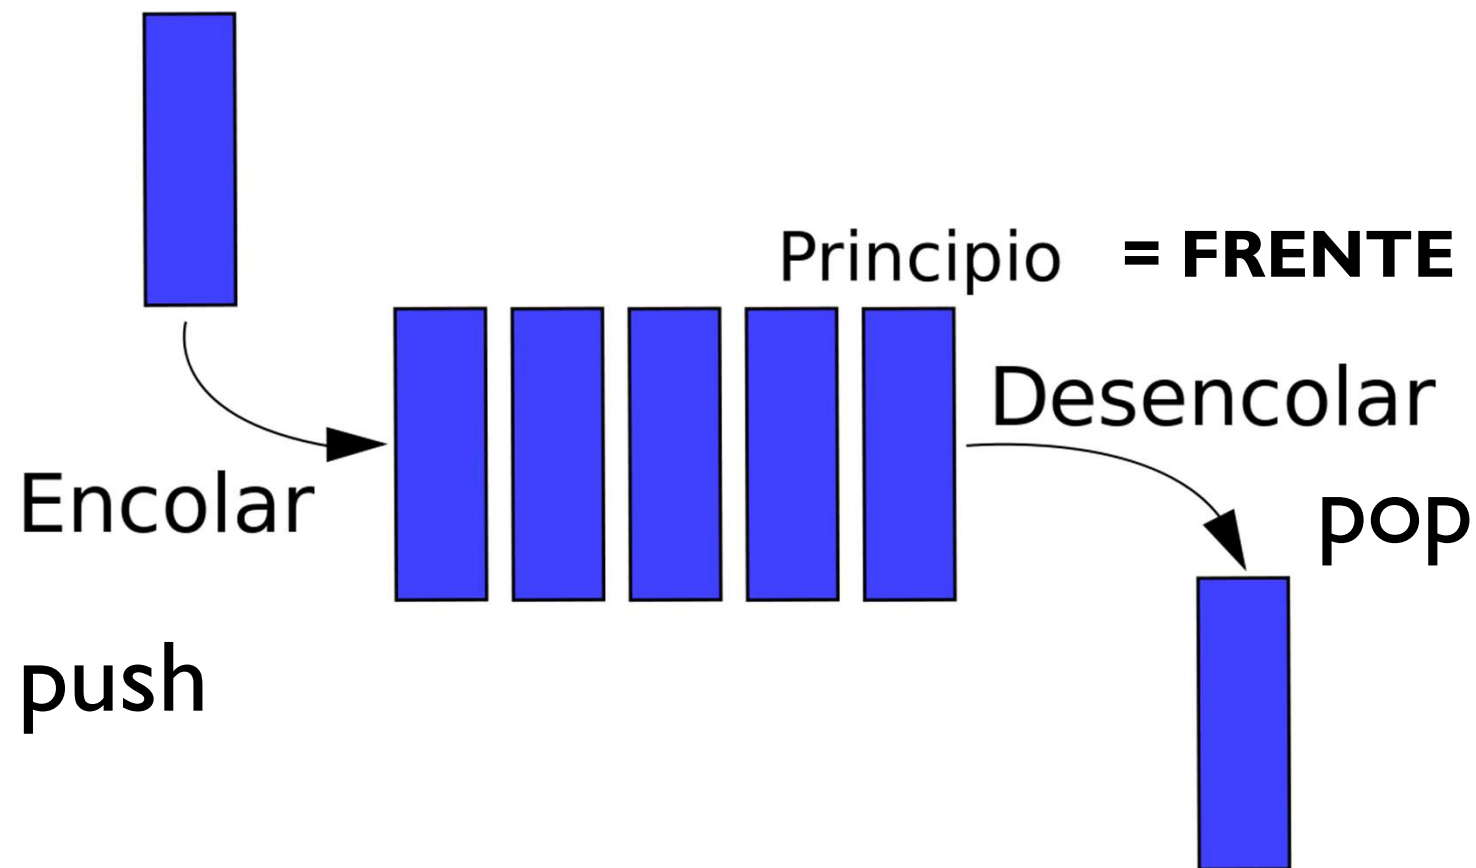 Principio = FRENTE
Desencolar
Encolar
pop
push